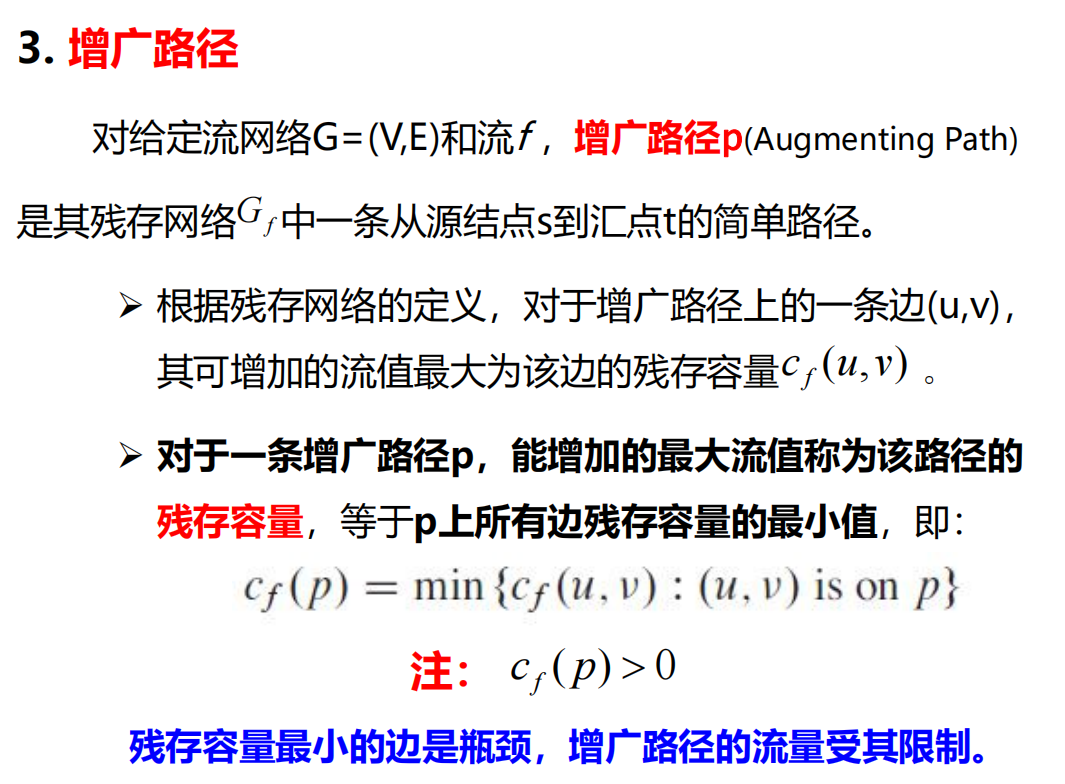 3. 增广路径
对给定流网络G=(V,E)和流f，增广路径p(Augmenting Path)
是其残存网络G_f中一条从源结点s到汇点t的简单路径。
➢ 根据残存网络的定义，对于增广路径上的一条边(u,v)，
其可增加的流值最大为该边的残存容量c_f(u,v) 。
➢ 对于一条增广路径p，能增加的最大流值称为该路径的
残存容量，等于p上所有边残存容量的最小值，即：
c_f(p) = min{c_f(u, v) : (u, v) is on p}
注： c_f(p)>0
残存容量最小的边是瓶颈，增广路径的流量受其限制。